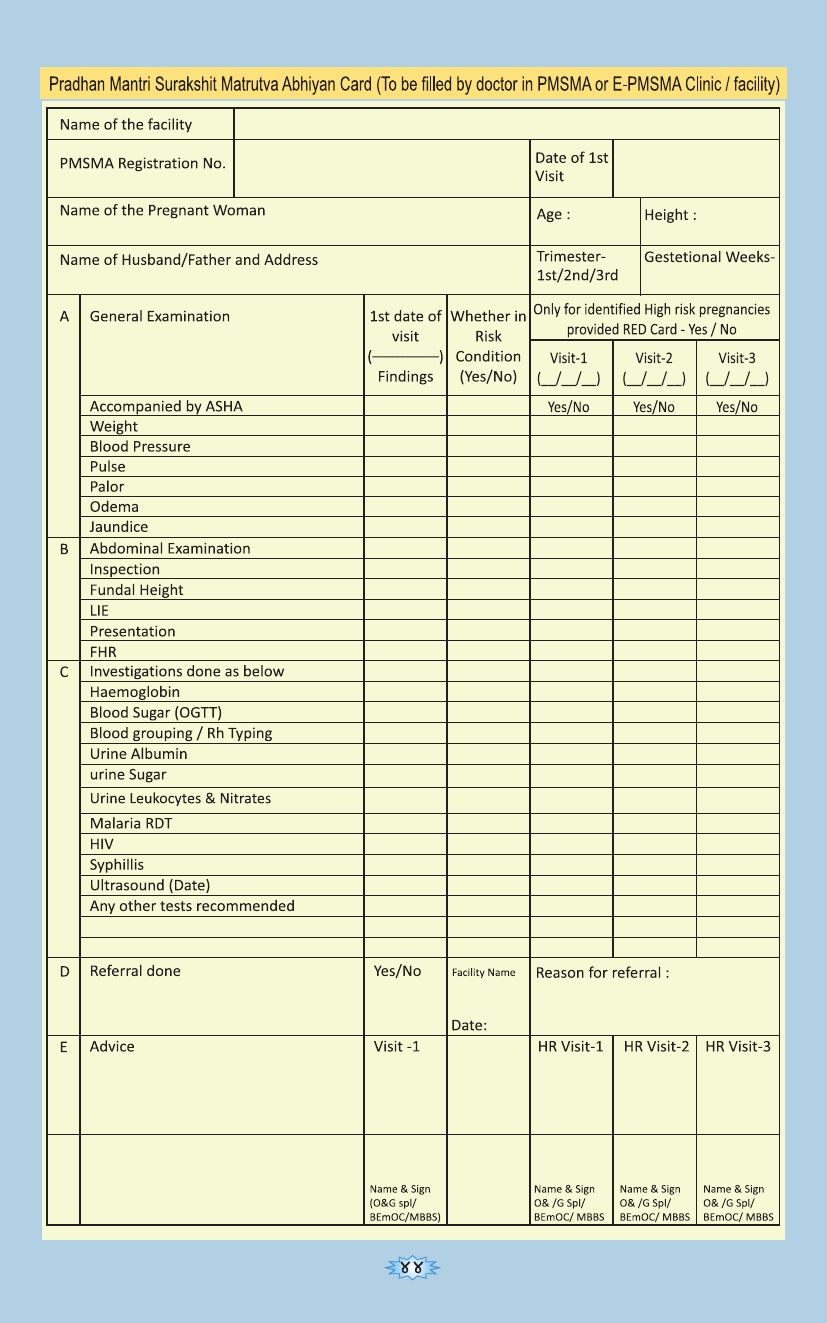 Pradhan Mantri Surakshit Matrutva Abhiyan Card (To be filled by doctor in PMSMA or E-PMSMA Clinic / facility)
Name of the facility
PMSMA Registration No.
Date of 1st
Visit
Name of the Pregnant Woman
Age :
Height :
Name of Husband/Father and Address
Trimester-
1st/2nd/3rd
Gestetional Weeks-
A
General Examination
1st date of
visit
(________)
Findings
Whether in
Risk
Condition
(Yes/No)
Only for identified High risk pregnancies
provided RED Card - Yes / No
Visit-1
(__/__/__)
Visit-2
(__/__/__)
Visit-3
(__/__/__)
Accompanied by ASHA
Yes/No
Yes/No
Yes/No
Weight
Blood Pressure
Pulse
Palor
Odema
Jaundice
B
Abdominal Examination
Inspection
Fundal Height
LIE
Presentation
FHR
C
Investigations done as below
Haemoglobin
Blood Sugar (OGTT)
Blood grouping / Rh Typing
Urine Albumin
urine Sugar
Urine Leukocytes & Nitrates
Malaria RDT
HIV
Syphillis
Ultrasound (Date)
Any other tests recommended
D
Referral done
Yes/No
Facility Name
Date:
Reason for referral :
E
Advice
Visit -1
HR Visit-1
HR Visit-2
HR Visit-3
Name & Sign
(O&G spl/
BEmOC/MBBS)
Name & Sign
O& /G Spl/
BEmOC/ MBBS
Name & Sign
O& /G Spl/
BEmOC/ MBBS
Name & Sign
O& /G Spl/
BEmOC/ MBBS
४४